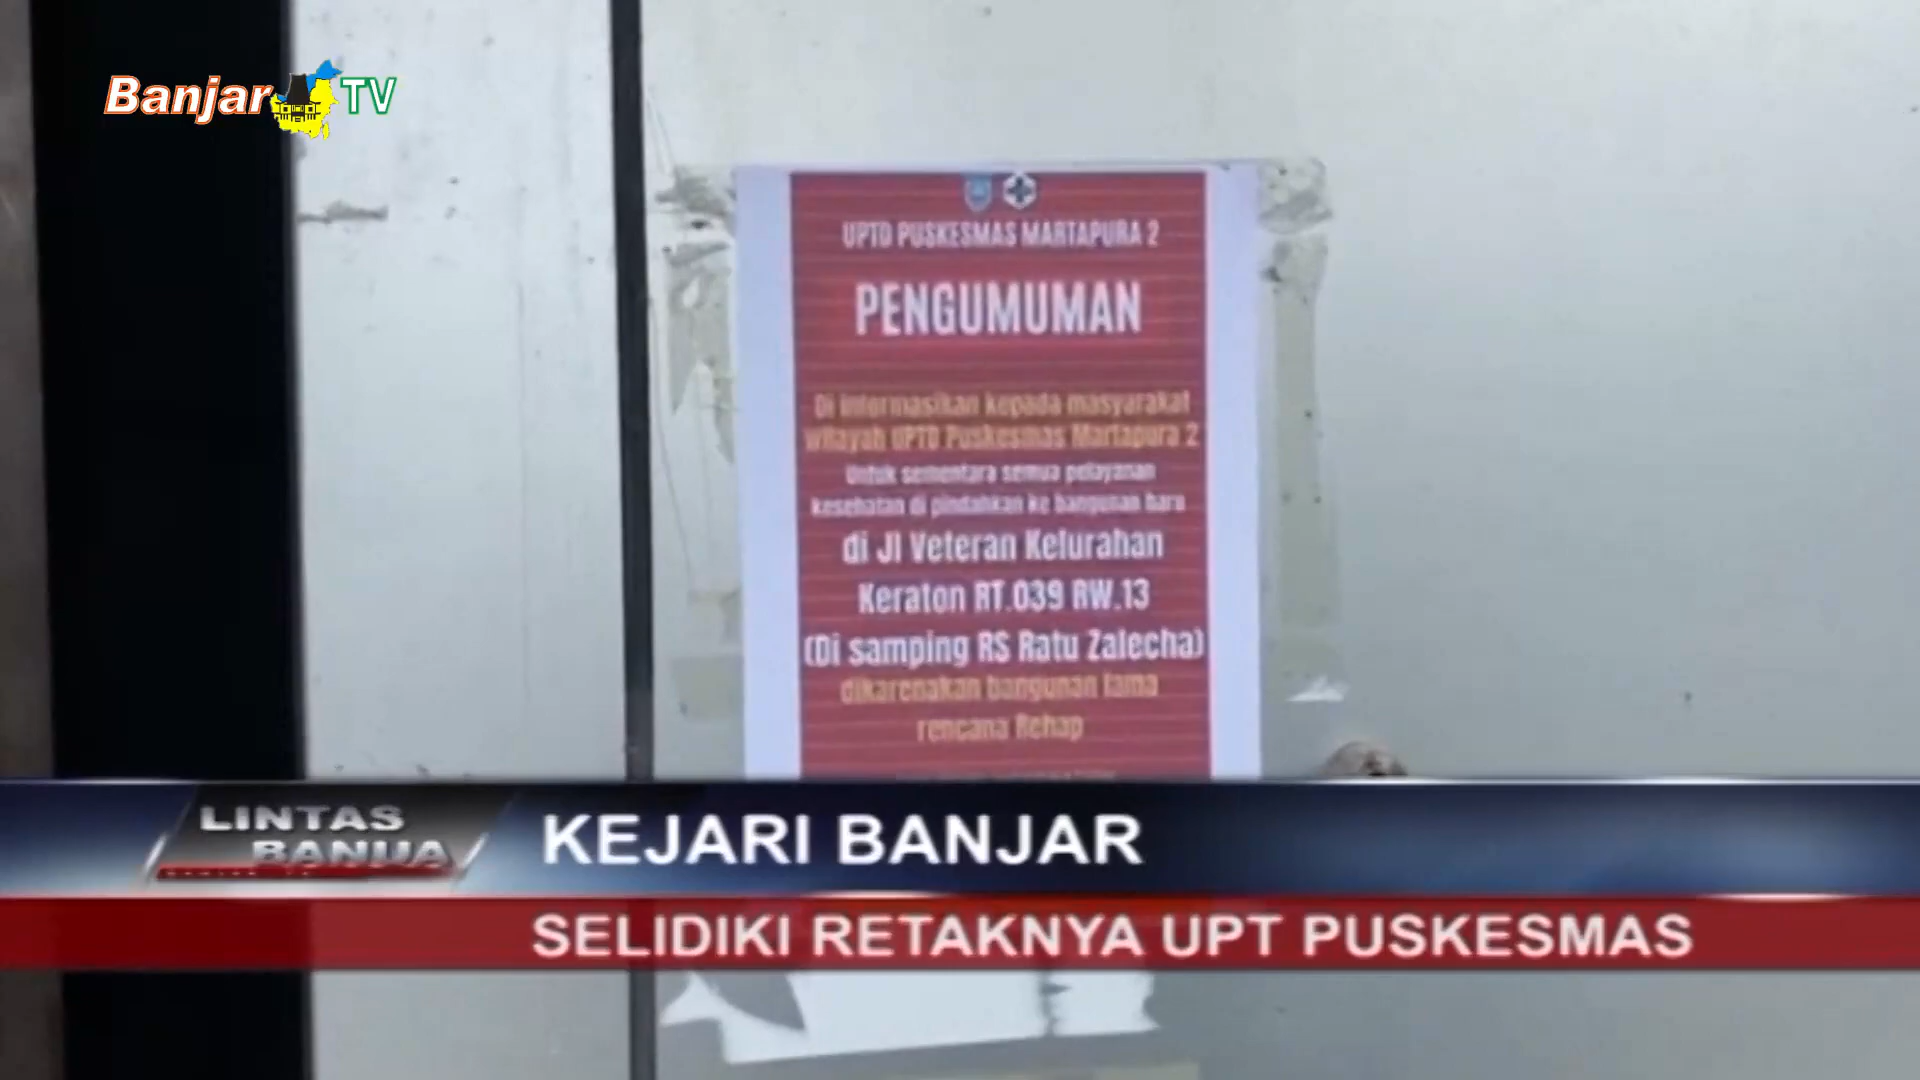 Banjar TV
UPTD PUSKESMAS MARTAPURA 2
PENGUMUMAN
Di informasikan kepada masyarakat
wilayah UPTD Puskesmas Martapura 2
Untuk sementara semua pelayanan
kesehatan di pindahkan ke bangunan baru
di Jl Veteran Kelurahan
Keraton RT.039 RW.13
(Di samping RS Ratu Zalecha)
dikarenakan bangunan lama
rencana Rehap
LINTAS
BANUA
KEJARI BANJAR
SELIDIKI RETAKNYA UPT PUSKESMAS